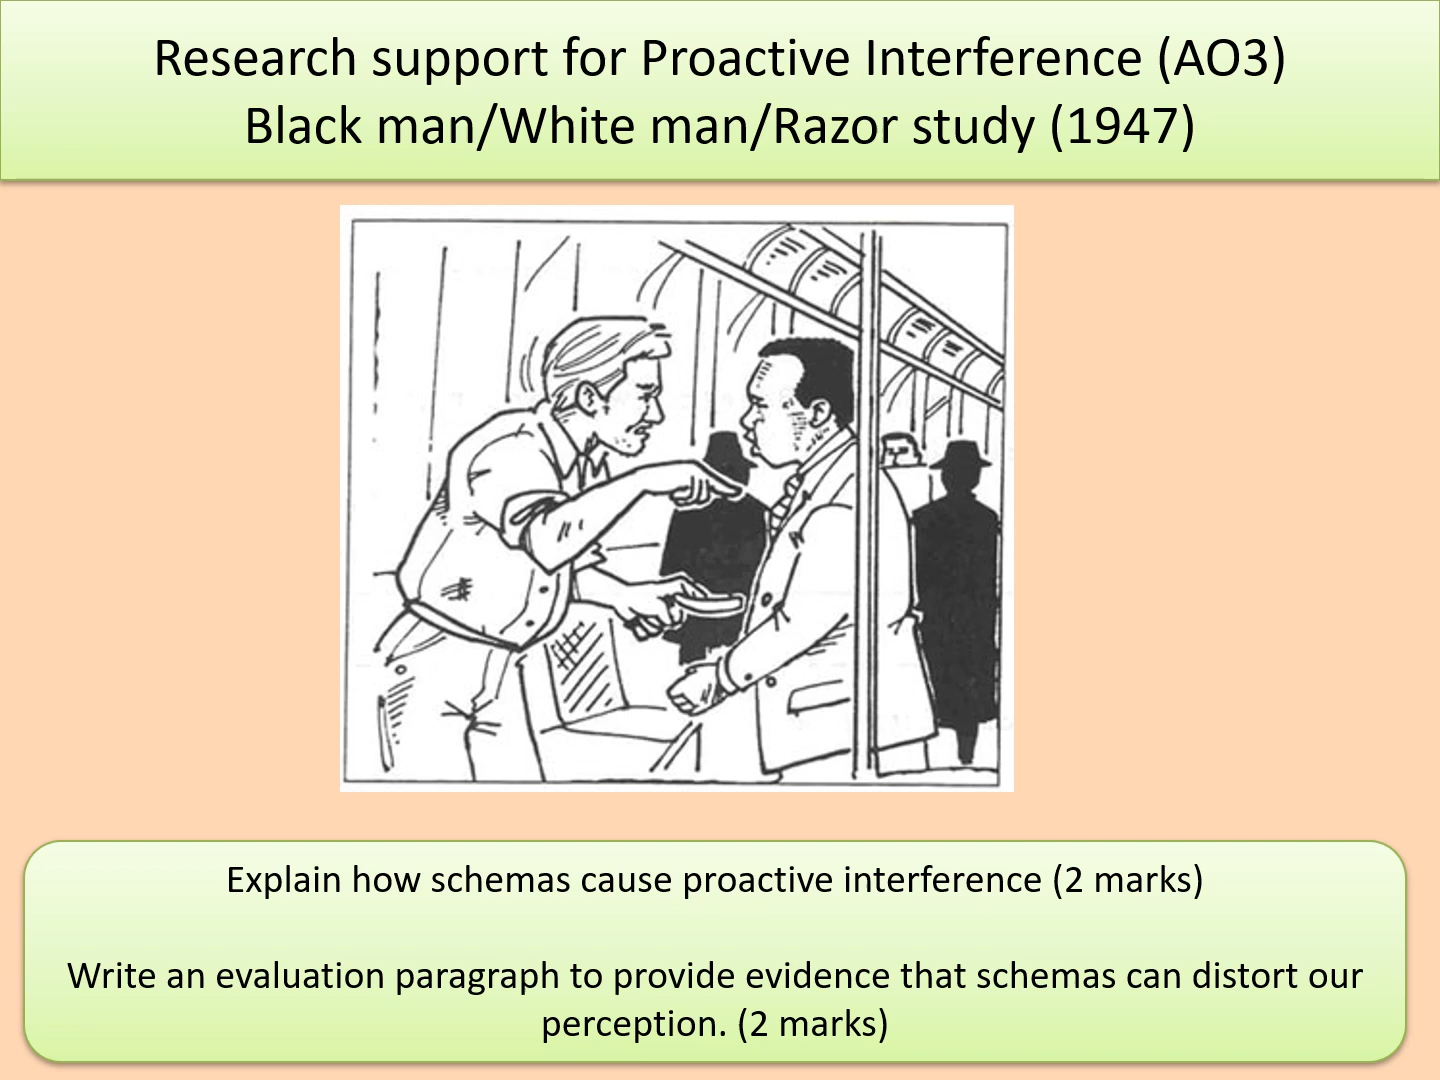 Research support for Proactive Interference (AO3)
Black man/White man/Razor study (1947)
Explain how schemas cause proactive interference (2 marks)
Write an evaluation paragraph to provide evidence that schemas can distort our
perception. (2 marks)